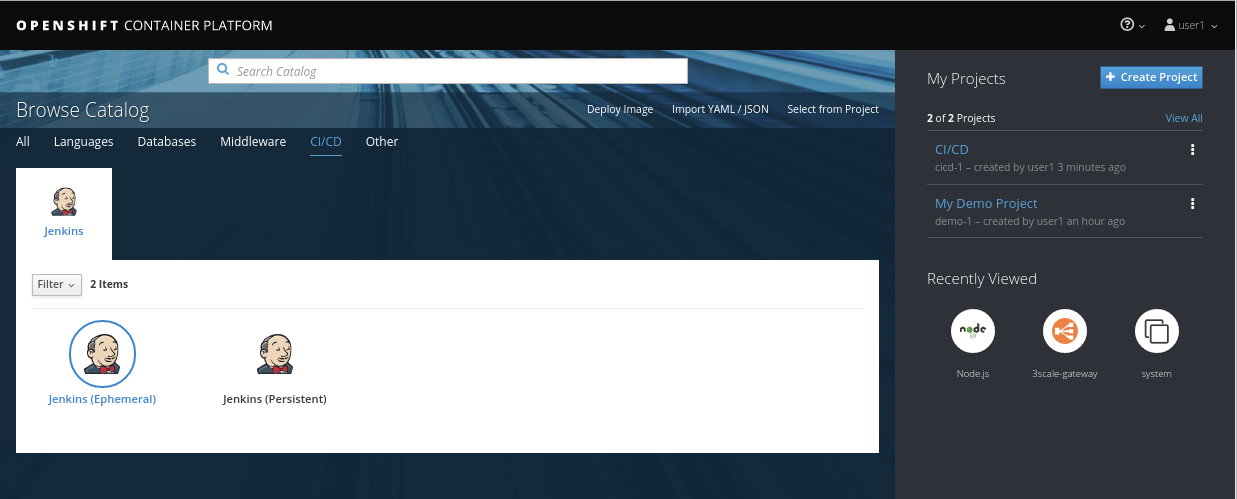 OPENSHIFT CONTAINER PLATFORM
user1
Search Catalog
Browse Catalog
Deploy Image
Import YAML / JSON
Select from Project
All
Languages
Databases
Middleware
CI/CD
Other
Jenkins
Filter
2 Items
Jenkins (Ephemeral)
Jenkins (Persistent)
My Projects
+ Create Project
2 of 2 Projects
View All
CI/CD
cicd-1 – created by user1 3 minutes ago
My Demo Project
demo-1 – created by user1 an hour ago
Recently Viewed
node
Node.js
3scale-gateway
system